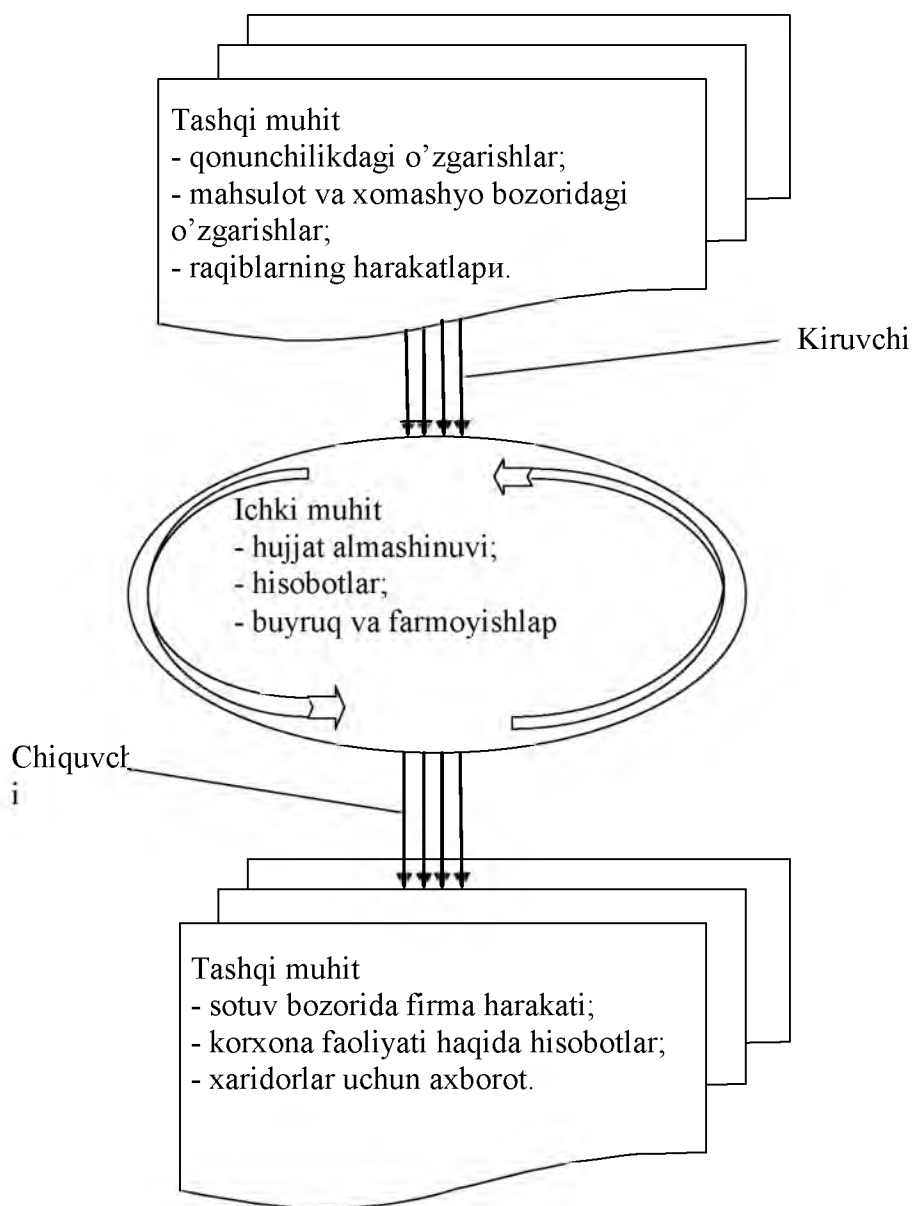 Tashqi muhit
- qonunchilikdagi o’zgarishlar;
- mahsulot va xomashyo bozoridagi
o’zgarishlar;
- raqiblarning harakatlapи.
Kiruvchi
Ichki muhit
- hujjat almashinuvi;
- hisobotlar;
- buyruq va farmoyishlap
Chiquvch
i
Tashqi muhit
- sotuv bozorida firma harakati;
- korxona faoliyati haqida hisobotlar;
- xaridorlar uchun axborot.